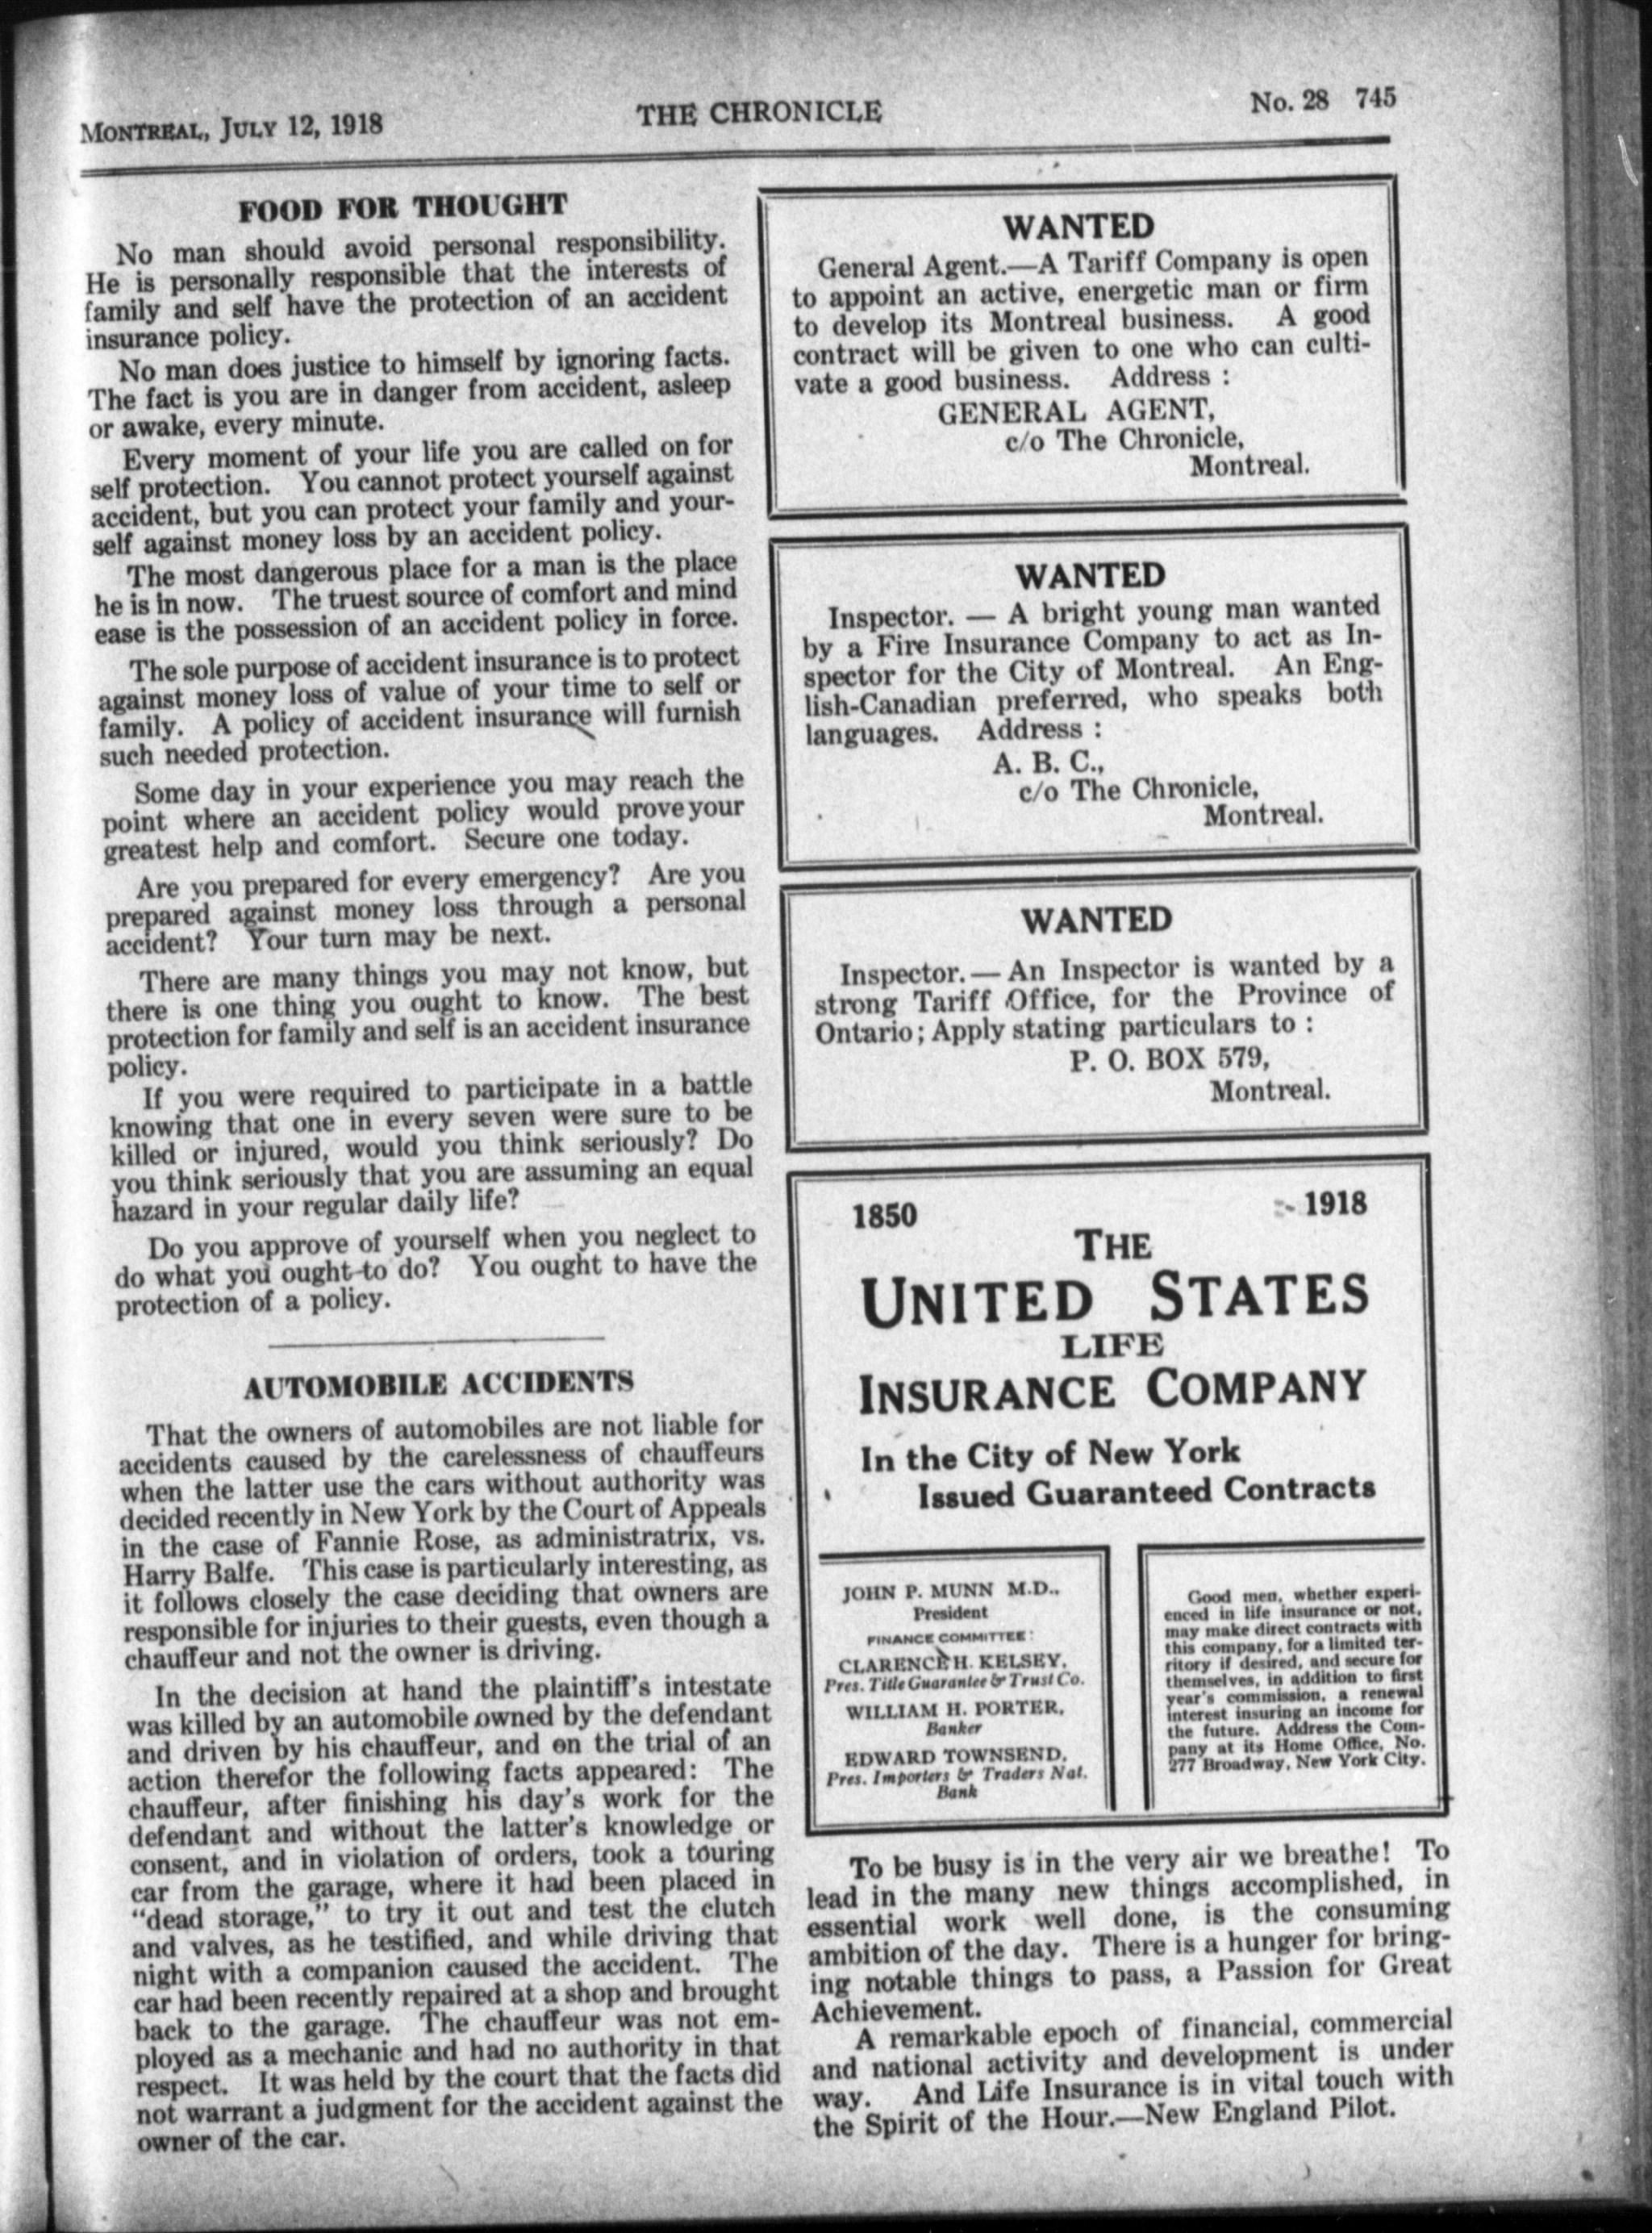 MONTREAL, JULY 12, 1918
THE CHRONICLE
No. 28 745
FOOD FOR THOUGHT
No man should avoid personal responsibility.
He is personally responsible that the interests of
family and self have the protection of an accident
insurance policy.
No man does justice to himself by ignoring facts.
The fact is you are in danger from accident, asleep
or awake, every minute.
Every moment of your life you are called on for
self protection. You cannot protect yourself against
accident, but you can protect your family and your-
self against money loss by an accident policy.
The most dangerous place for a man is the place
he is in now. The truest source of comfort and mind
ease is the possession of an accident policy in force.
The sole purpose of accident insurance is to protect
against money loss of value of your time to self or
family. A policy of accident insurance will furnish
such needed protection.
Some day in your experience you may reach the
point where an accident policy would prove your
greatest help and comfort. Secure one today.
Are you prepared for every emergency? Are you
prepared against money loss through a personal
accident? Your turn may be next.
There are many things you may not know, but
there is one thing you ought to know. The best
protection for family and self is an accident insurance
policy.
If you were required to participate in a battle
knowing that one in every seven were sure to be
killed or injured, would you think seriously? Do
you think seriously that you are assuming an equal
hazard in your regular daily life?
Do you approve of yourself when you neglect to
do what you ought to do? You ought to have the
protection of a policy.
AUTOMOBILE ACCIDENTS
That the owners of automobiles are not liable for
accidents caused by the carelessness of chauffeurs
when the latter use the cars without authority was
decided recently in New York by the Court of Appeals
in the case of Fannie Rose, as administratrix, vs.
Harry Balfe. This case is particularly interesting, as
it follows closely the case deciding that owners are
responsible for injuries to their guests, even though a
chauffeur and not the owner is driving.
In the decision at hand the plaintiff's intestate
was killed by an automobile owned by the defendant
and driven by his chauffeur, and on the trial of an
action therefor the following facts appeared: The
chauffeur, after finishing his day's work for the
defendant and without the latter's knowledge or
consent, and in violation of orders, took a touring
car from the garage, where it had been placed in
"dead storage," to try it out and test the clutch
and valves, as he testified, and while driving that
night with a companion caused the accident. The
car had been recently repaired at a shop and brought
back to the garage. The chauffeur was not em-
ployed as a mechanic and had no authority in that
respect. It was held by the court that the facts did
not warrant a judgment for the accident against the
owner of the car.
WANTED
General Agent.—A Tariff Company is open
to appoint an active, energetic man or firm
to develop its Montreal business. A good
contract will be given to one who can culti-
vate a good business. Address :
GENERAL AGENT,
c/o The Chronicle,
Montreal.
WANTED
Inspector. — A bright young man wanted
by a Fire Insurance Company to act as In-
spector for the City of Montreal. An Eng-
lish-Canadian preferred, who speaks both
languages. Address :
A. B. C.,
c/o The Chronicle,
Montreal.
WANTED
Inspector. — An Inspector is wanted by a
strong Tariff Office, for the Province of
Ontario; Apply stating particulars to :
P. O. BOX 579,
Montreal.
1850
1918
THE
UNITED STATES
LIFE
INSURANCE COMPANY
In the City of New York
Issued Guaranteed Contracts
JOHN P. MUNN M.D..
President
FINANCE COMMITTEE:
CLARENCE H. KELSEY.
Pres. Title Guarantee & Trust Co.
WILLIAM H. PORTER,
Banker
EDWARD TOWNSEND,
Pres. Importers & Traders Nat.
Bank
Good men, whether experi-
enced in life insurance or not,
may make direct contracts with
this company, for a limited ter-
ritory if desired, and secure for
themselves, in addition to first
year's commission, a renewal
interest insuring an income for
the future. Address the Com-
pany at its Home Office, No.
277 Broadway, New York City.
To be busy is in the very air we breathe! To
lead in the many new things accomplished, in
essential work well done, is the consuming
ambition of the day. There is a hunger for bring-
ing notable things to pass, a Passion for Great
Achievement.
A remarkable epoch of financial, commercial
and national activity and development is under
way. And Life Insurance is in vital touch with
the Spirit of the Hour.—New England Pilot.